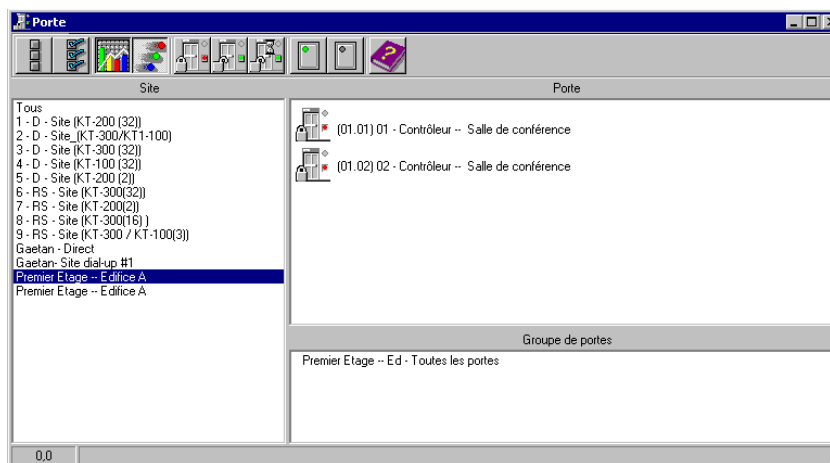 Porte
Site
Porte
Tous
1 - D - Site (KT-200 (32))
2 - D - Site_(KT-300/KT1-100)
3 - D - Site (KT-300 (32))
4 - D - Site (KT-100 (32))
5 - D - Site (KT-200 (2))
6 - RS - Site (KT-300(32))
7 - RS - Site (KT-200(2))
8 - RS - Site (KT-300(16) )
9 - RS - Site (KT-300 / KT-100(3))
Gaetan - Direct
Gaetan- Site dial-up #1
Premier Etage -- Edifice A
Premier Etage -- Edifice A
(01.01) 01 - Contrôleur -- Salle de conférence
(01.02) 02 - Contrôleur -- Salle de conférence
Groupe de portes
Premier Etage -- Ed - Toutes les portes
0,0